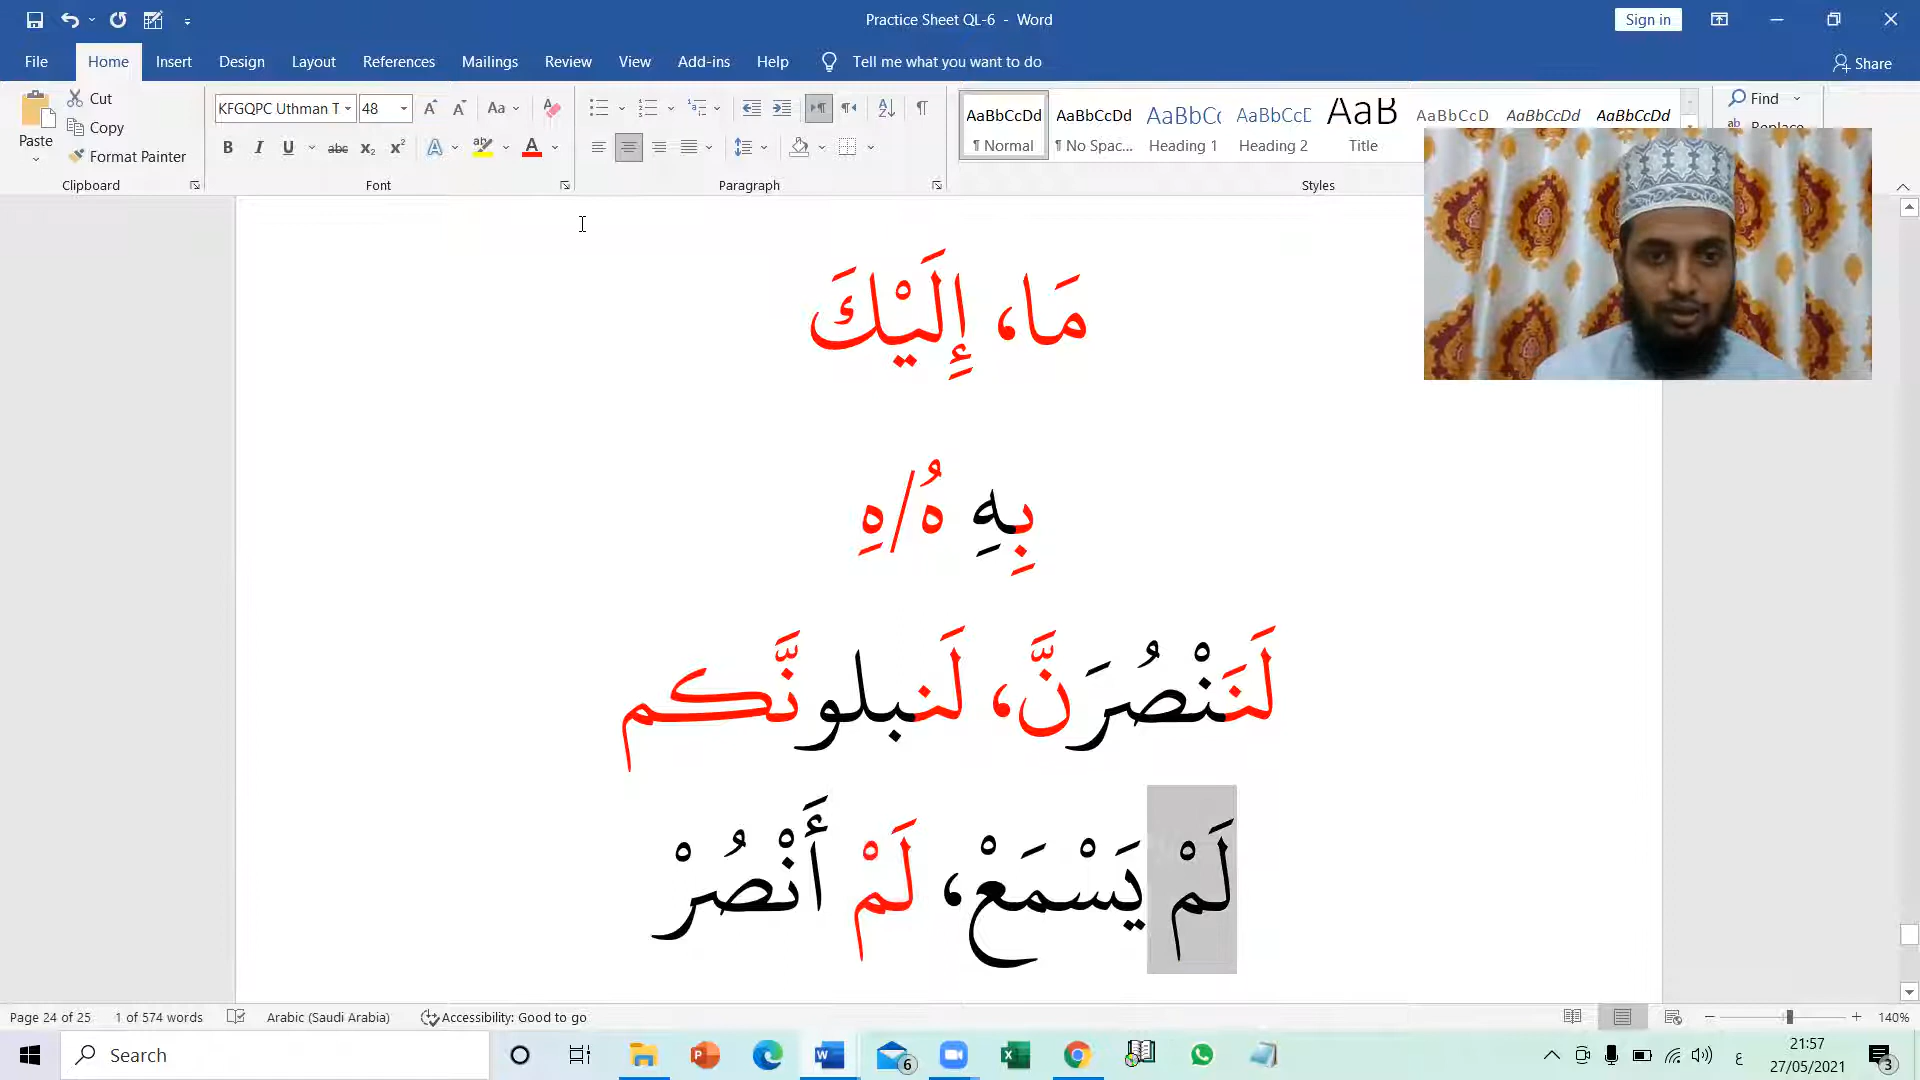 Practice Sheet QL-6 - Word
Sign in
File Home Insert Design Layout References Mailings Review View Add-ins Help Tell me what you want to do Share
Paste Cut Copy Format Painter
KFGQPC Uthman T 48
AaBbCcDd AaBbCcDd AaBbCc AaBbCcD AaB AaBbCcD AaBbCcDd AaBbCcDd
¶ Normal ¶ No Spac... Heading 1 Heading 2 Title
Find
Replace
Clipboard Font Paragraph Styles
مَا، إِلَيْكَ
بِهِ هُ/هِ
لَنَنْصُرَنَّ، لَنبلونَّكم
لَمْ يَسْمَعْ، لَمْ أَنْصُرْ
Page 24 of 25 1 of 574 words Arabic (Saudi Arabia) Accessibility: Good to go 140%
Search 6 ع 21:57
27/05/2021 3